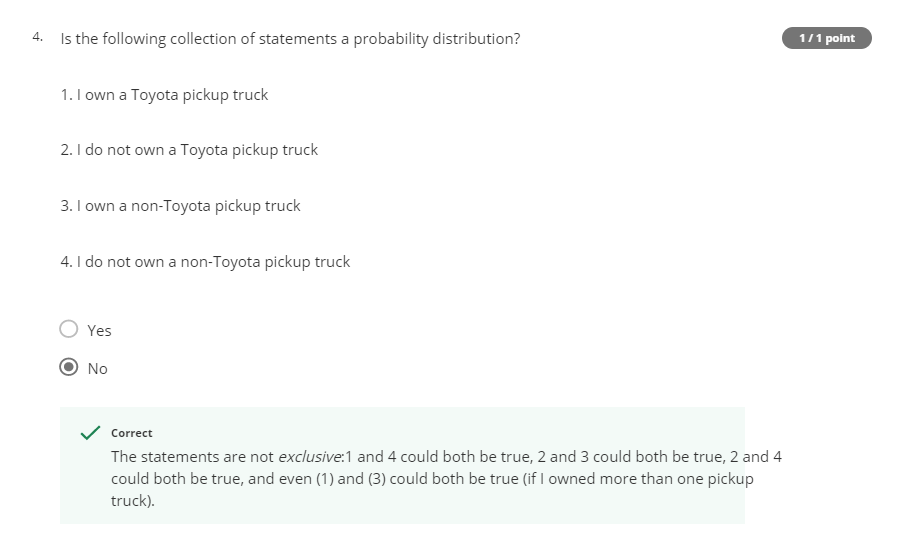 4. Is the following collection of statements a probability distribution?
1 / 1 point
1. I own a Toyota pickup truck
2. I do not own a Toyota pickup truck
3. I own a non-Toyota pickup truck
4. I do not own a non-Toyota pickup truck
Yes
No
Correct
The statements are not exclusive:1 and 4 could both be true, 2 and 3 could both be true, 2 and 4
could both be true, and even (1) and (3) could both be true (if I owned more than one pickup
truck).